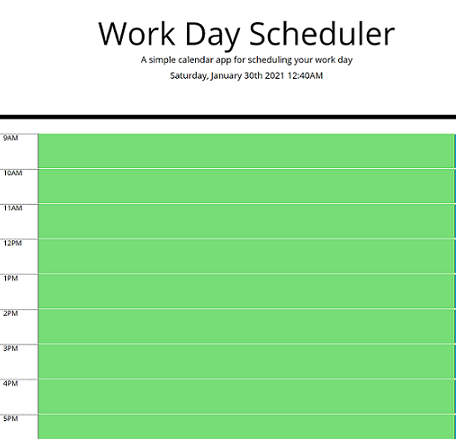 Work Day Scheduler
A simple calendar app for scheduling your work day
Saturday, January 30th 2021 12:40AM
9AM
10AM
11AM
12PM
1PM
2PM
3PM
4PM
5PM